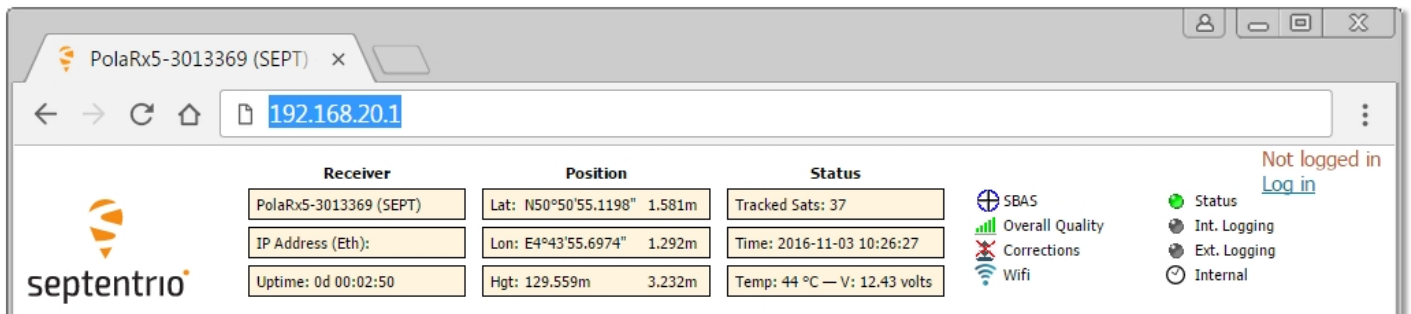 PolaRx5-3013369 (SEPT)
192.168.20.1
Not logged in
Log in
septentrio
Receiver
PolaRx5-3013369 (SEPT)
IP Address (Eth):
Uptime: 0d 00:02:50
Position
Lat: N50°50'55.1198" 1.581m
Lon: E4°43'55.6974" 1.292m
Hgt: 129.559m 3.232m
Status
Tracked Sats: 37
Time: 2016-11-03 10:26:27
Temp: 44 °C — V: 12.43 volts
SBAS
Overall Quality
Corrections
Wifi
Status
Int. Logging
Ext. Logging
Internal